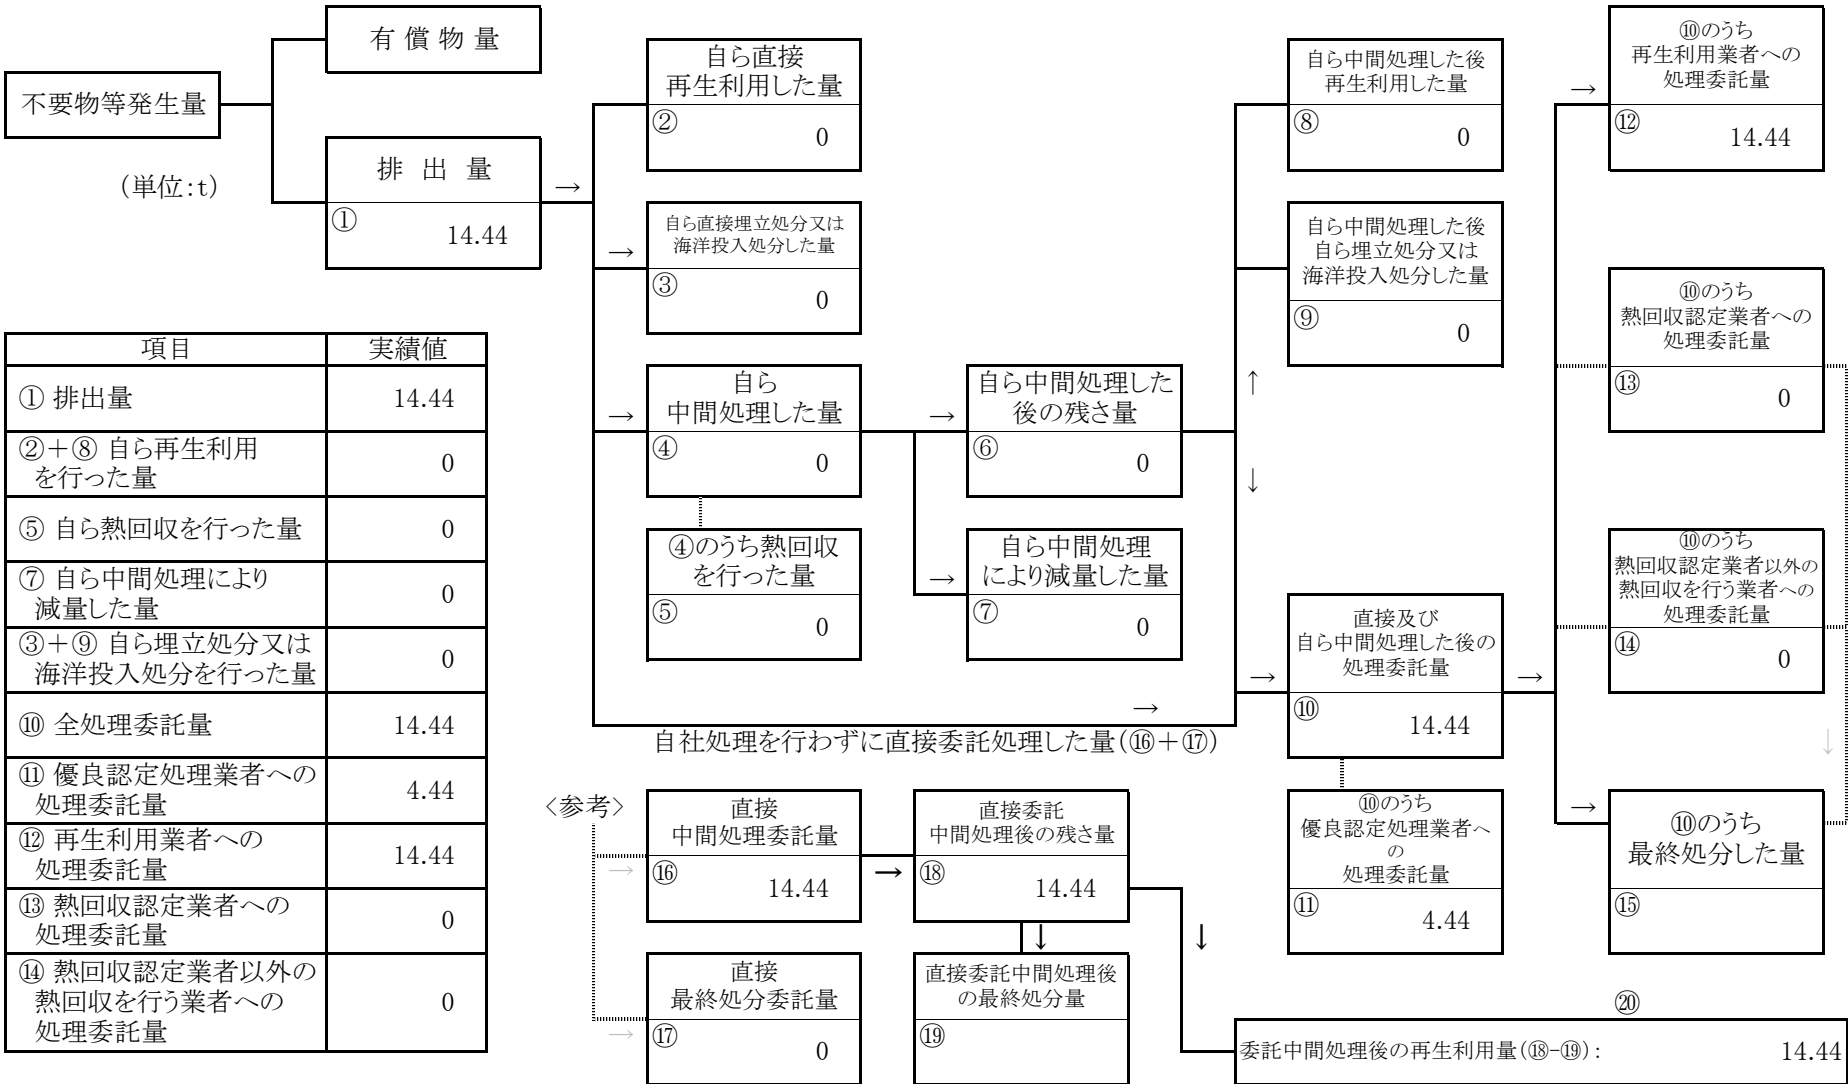 有 償 物 量
不要物等発生量
(単位:t)
排 出 量
①
14.44
→
自ら直接
再生利用した量
②
0
→
自ら直接埋立処分又は
海洋投入処分した量
③
0
→
自ら
中間処理した量
④
0
④のうち熱回収
を行った量
⑤
0
→
自ら中間処理した
後の残さ量
⑥
0
→
自ら中間処理
により減量した量
⑦
0
↑
↓
自ら中間処理した後
再生利用した量
⑧
0
自ら中間処理した後
自ら埋立処分又は
海洋投入処分した量
⑨
0
→
自社処理を行わずに直接委託処理した量(⑯+⑰)
→
直接及び
自ら中間処理した後の
処理委託量
⑩
14.44
→
⑩のうち
優良認定処理業者へ
の
処理委託量
⑪
4.44
→
⑩のうち
再生利用業者への
処理委託量
⑫
14.44
⑩のうち
熱回収認定業者への
処理委託量
⑬
0
⑩のうち
熱回収認定業者以外の
熱回収を行う業者への
処理委託量
⑭
0
↓
→
⑩のうち
最終処分した量
⑮
項目 実績値
① 排出量 14.44
②+⑧ 自ら再生利用
を行った量 0
⑤ 自ら熱回収を行った量 0
⑦ 自ら中間処理により
減量した量 0
③+⑨ 自ら埋立処分又は
海洋投入処分を行った量 0
⑩ 全処理委託量 14.44
⑪ 優良認定処理業者への
処理委託量 4.44
⑫ 再生利用業者への
処理委託量 14.44
⑬ 熱回収認定業者への
処理委託量 0
⑭ 熱回収認定業者以外の
熱回収を行う業者への
処理委託量 0
〈参考〉
→
直接
中間処理委託量
⑯
14.44
→
直接委託
中間処理後の残さ量
⑱
14.44
↓
↓
→
直接
最終処分委託量
⑰
0
直接委託中間処理後
の最終処分量
⑲
⑳
委託中間処理後の再生利用量(⑱-⑲): 14.44